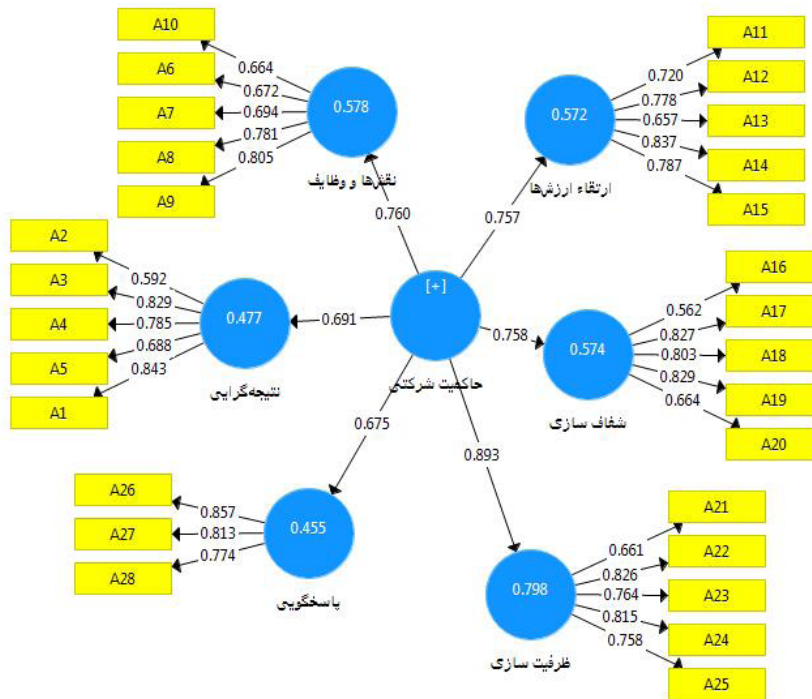 A10
A6
A7
A8
A9
0.664
0.672
0.694
0.781
0.805
0.578
نقش‌ها و وظایف
A11
A12
A13
A14
A15
0.720
0.778
0.657
0.837
0.787
0.572
ارتقاء ارزش‌ها
0.760
0.757
A2
A3
A4
A5
A1
0.592
0.829
0.785
0.688
0.843
0.477
نتیجه‌گرایی
0.691
[+]
حاکمیت شرکتی
0.758
0.574
شفاف سازی
A16
A17
A18
A19
A20
0.562
0.827
0.803
0.829
0.664
0.675
0.893
A26
A27
A28
0.857
0.813
0.774
0.455
پاسخگویی
A21
A22
A23
A24
A25
0.661
0.826
0.764
0.815
0.758
0.798
ظرفیت سازی